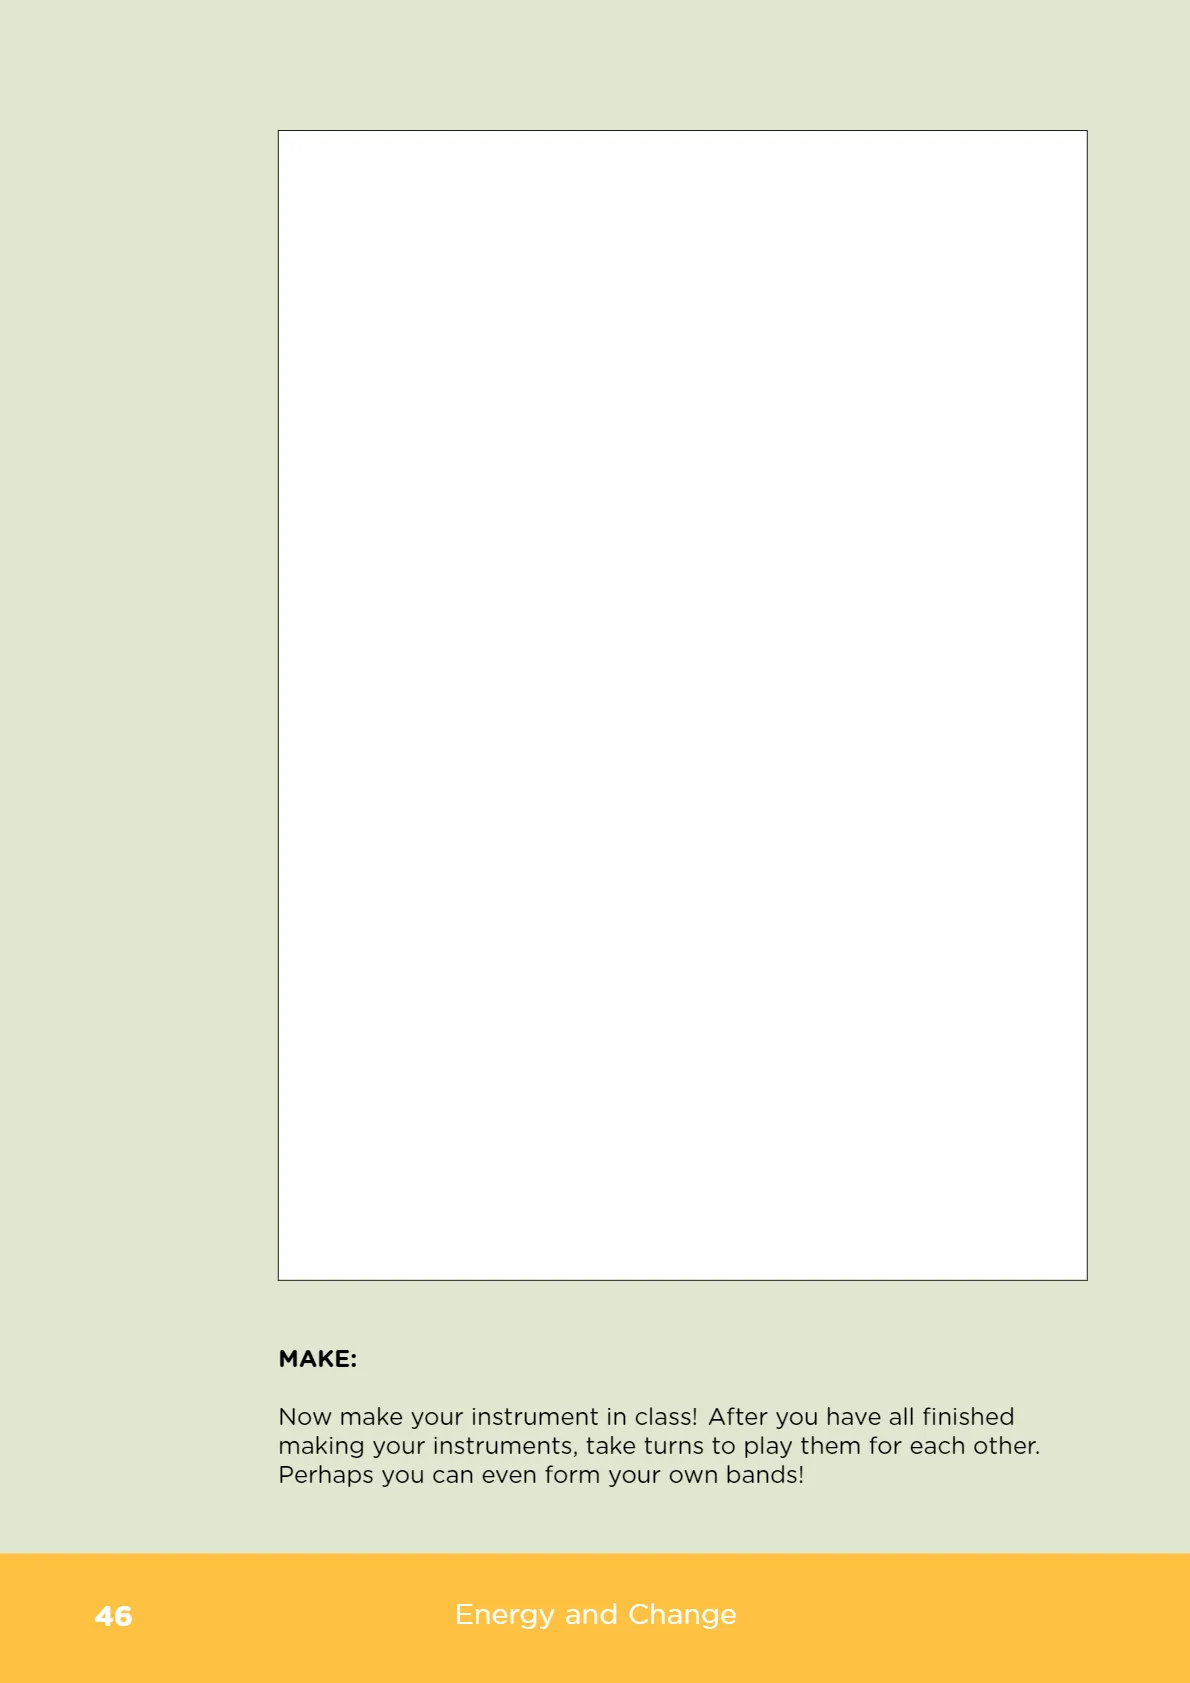 MAKE:
Now make your instrument in class! After you have all finished
making your instruments, take turns to play them for each other.
Perhaps you can even form your own bands!
46
Energy and Change